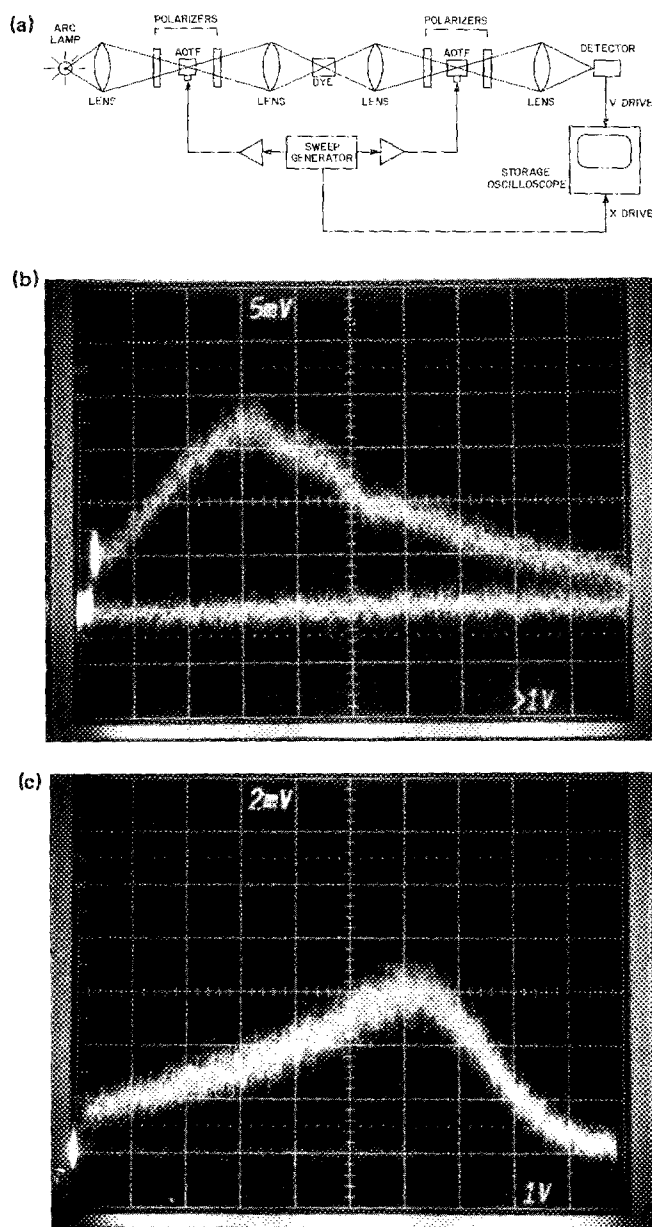 (a)
ARC LAMP
POLARIZERS
POLARIZERS
AOTF
AOTF
DETECTOR
LENS
LENS
DYE
LENS
LENS
SWEEP GENERATOR
V DRIVE
STORAGE OSCILLOSCOPE
X DRIVE
(b)
5mV
>1V
(c)
2mV
1V